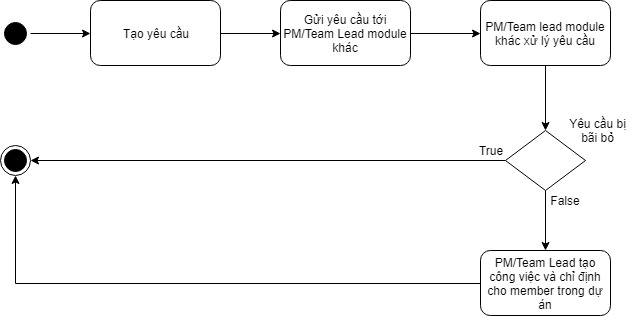 Tạo yêu cầu
Gửi yêu cầu tới
PM/Team Lead module
khác
PM/Team lead module
khác xử lý yêu cầu
Yêu cầu bị
bãi bỏ
True
False
PM/Team Lead tạo
công việc và chỉ định
cho member trong dự
án